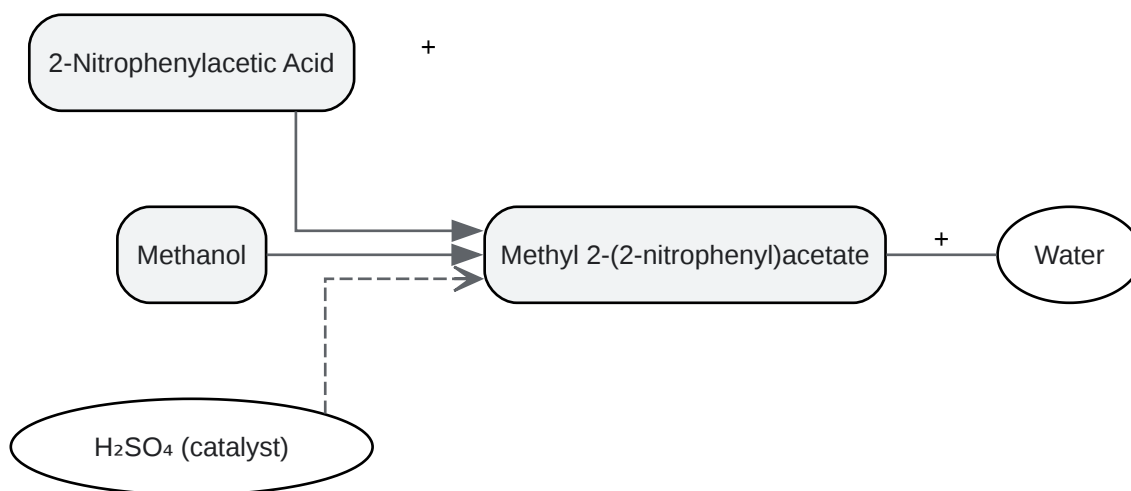 2-Nitrophenylacetic Acid
+
Methanol
Methyl 2-(2-nitrophenyl)acetate
+
Water
H₂SO₄ (catalyst)